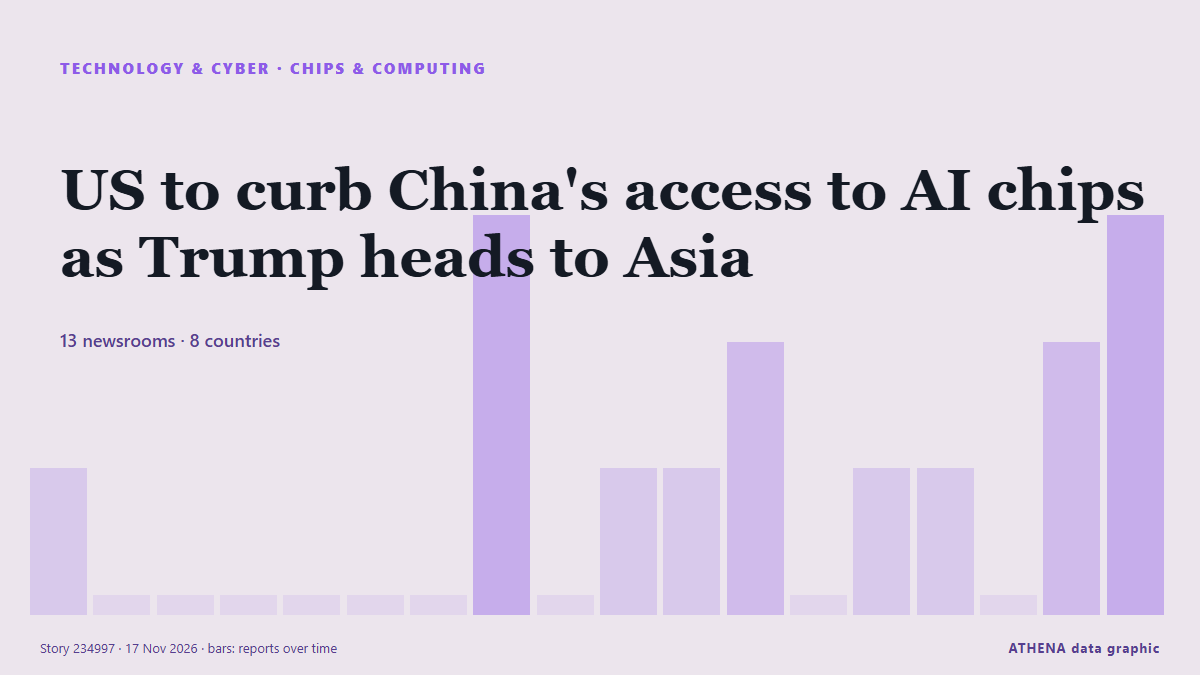 TECHNOLOGY & CYBER · CHIPS & COMPUTING
US to curb China's access to AI chips
as Trump heads to Asia
13 newsrooms · 8 countries
Story 234997 · 17 Nov 2026 · bars: reports over time
ATHENA data graphic